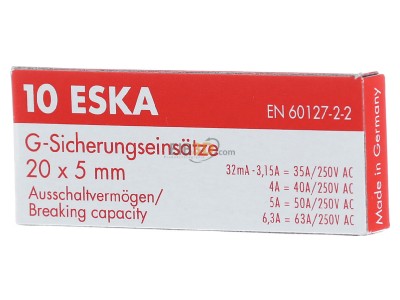 10 ESKA
EN 60127-2-2
G-Sicherungseinsätze
20 x 5 mm
Ausschaltvermögen/
Breaking capacity
32mA -3,15A = 35A/250V AC
4A = 40A/250V AC
5A = 50A/250V AC
6,3A = 63A/250V AC
Made in Germany